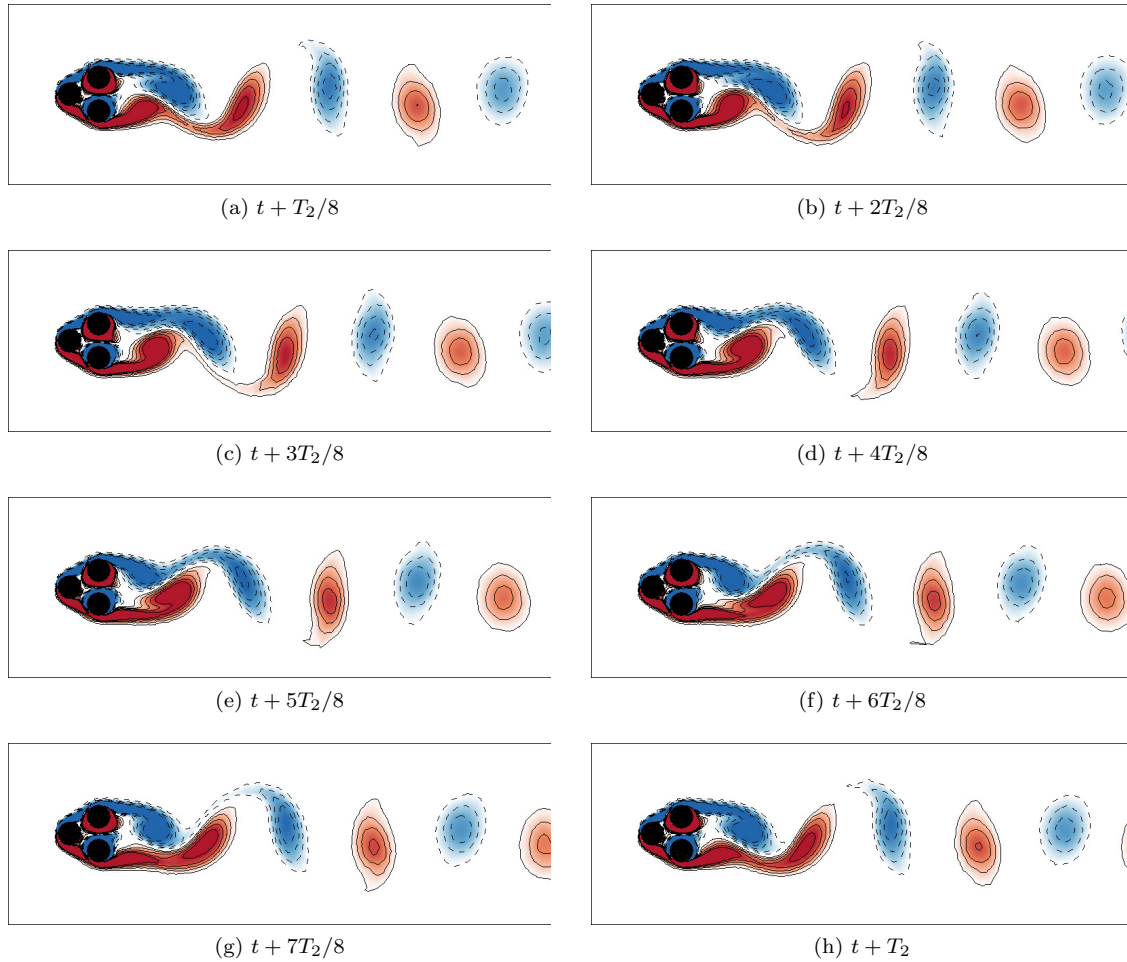 (a) t + T₂/8
(b) t + 2T₂/8
(c) t + 3T₂/8
(d) t + 4T₂/8
(e) t + 5T₂/8
(f) t + 6T₂/8
(g) t + 7T₂/8
(h) t + T₂